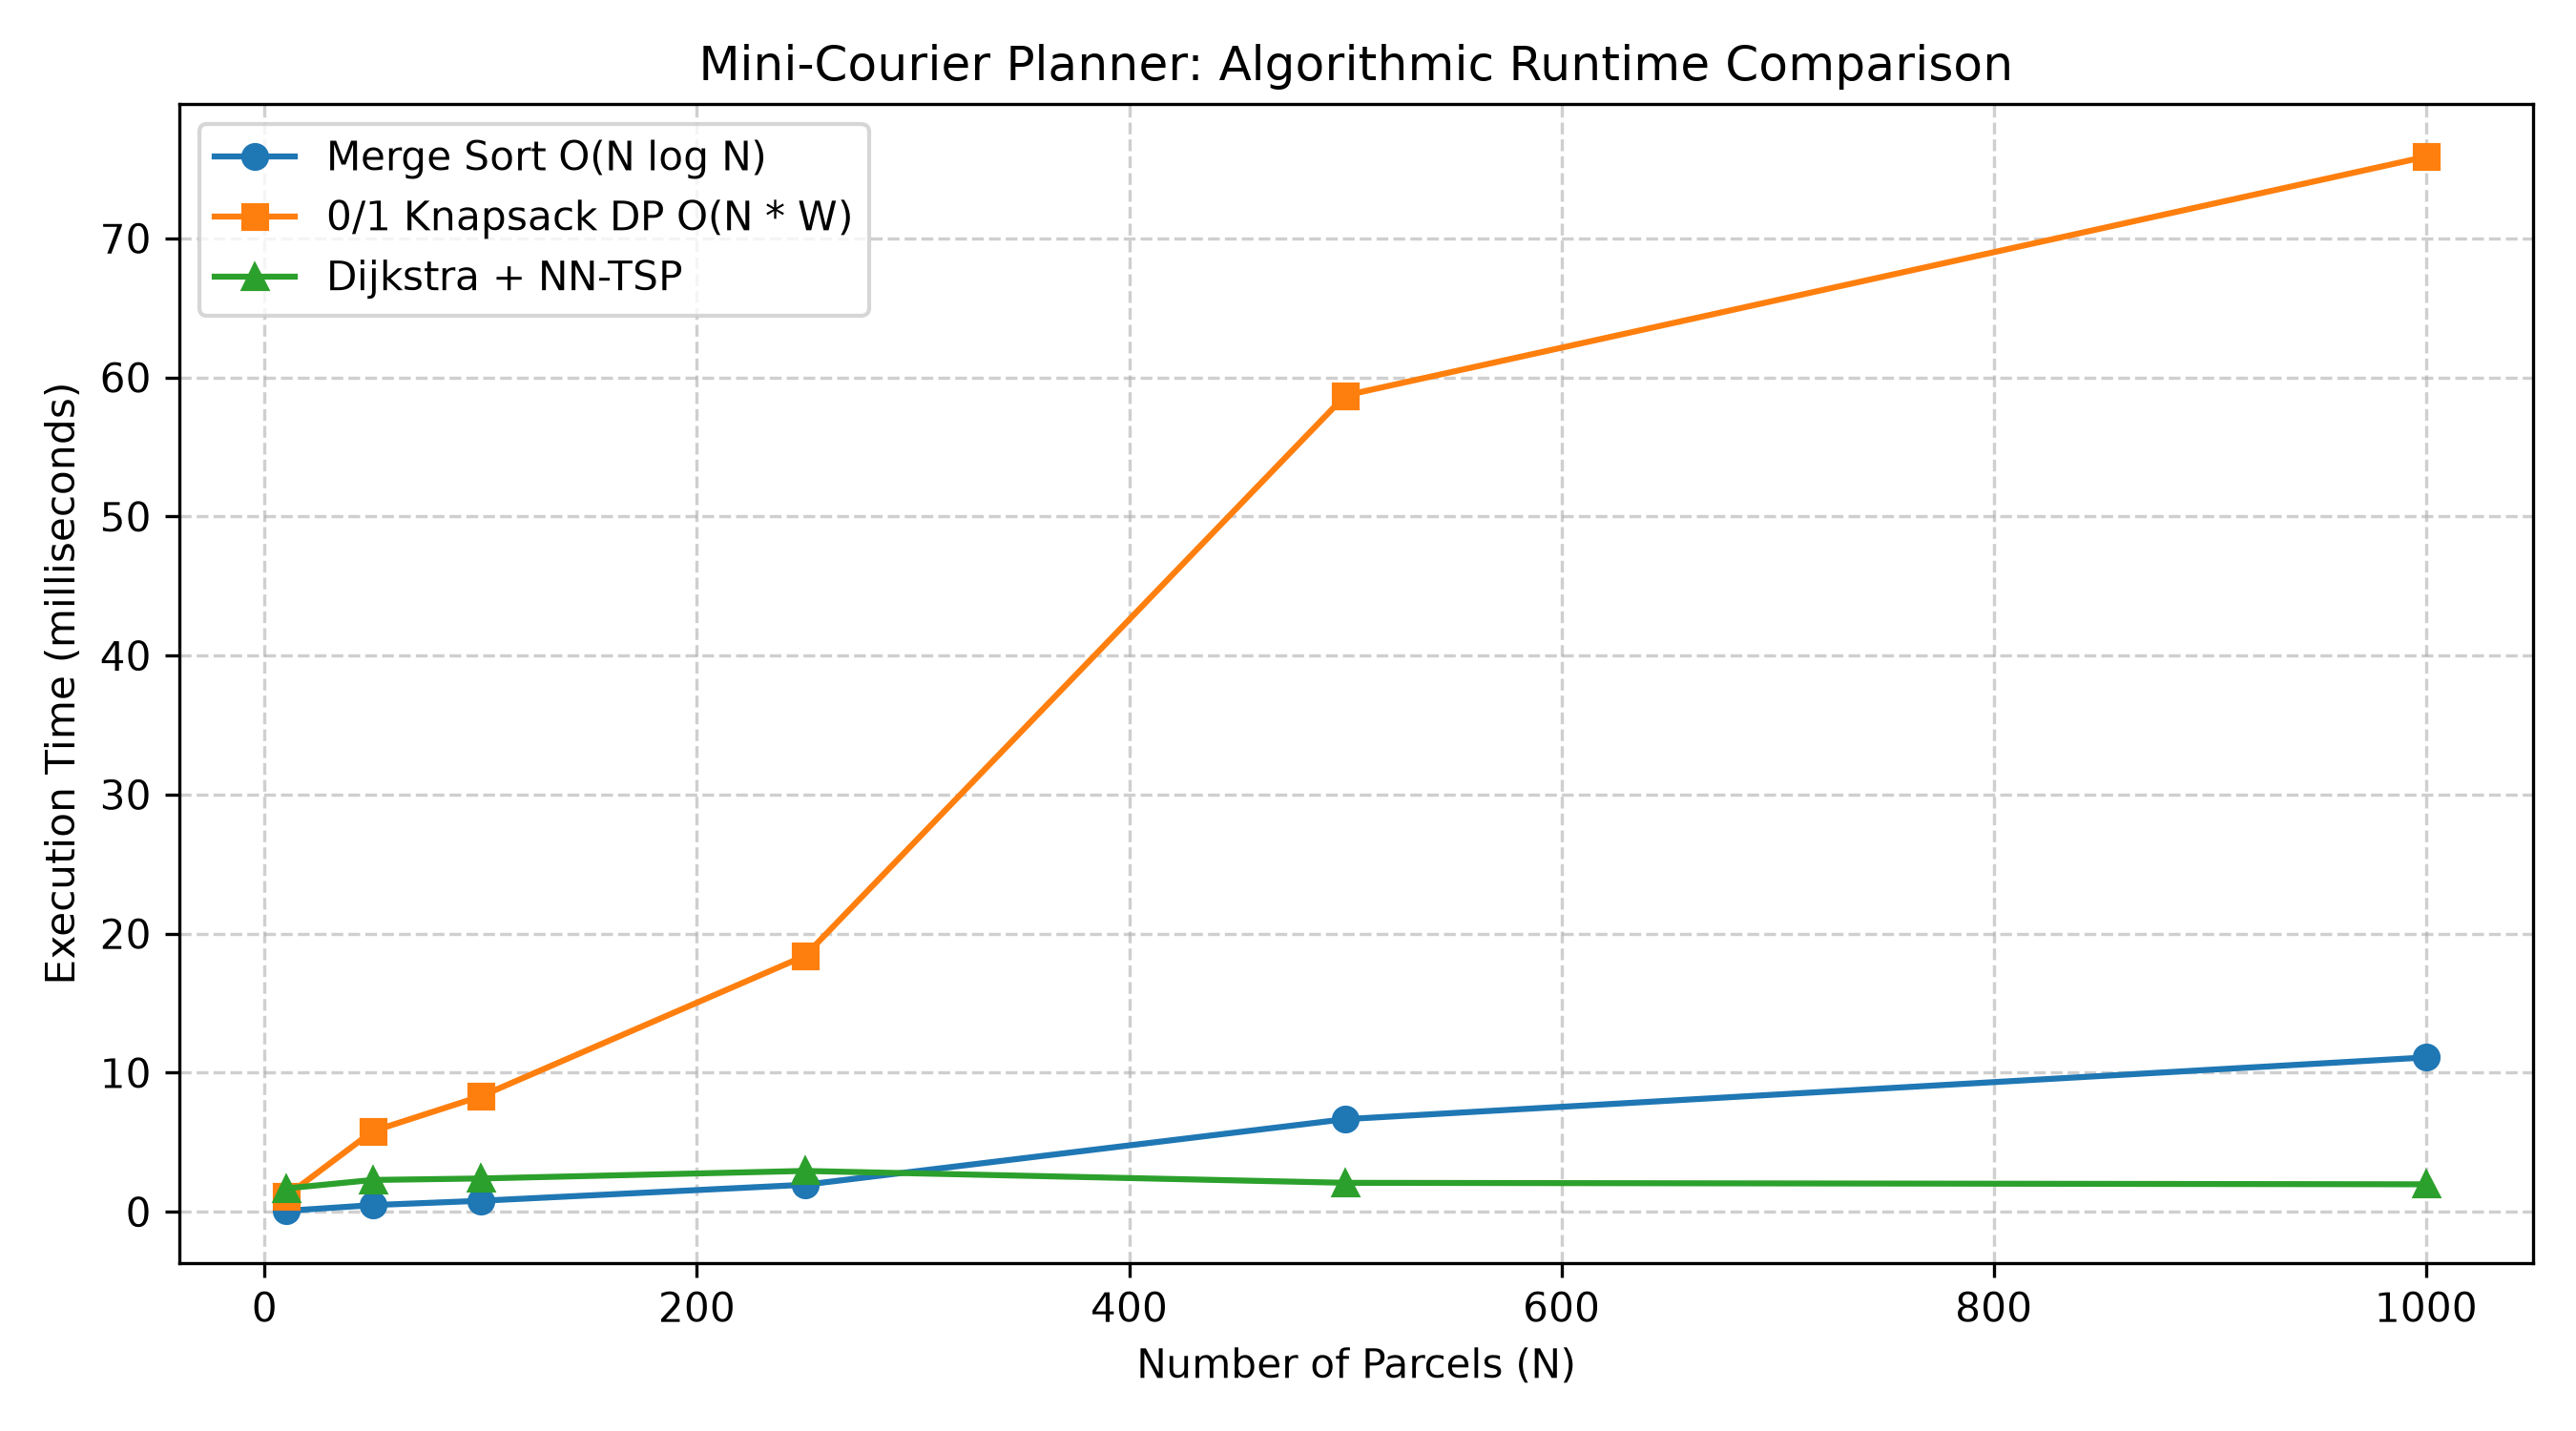 Mini-Courier Planner: Algorithmic Runtime Comparison
Merge Sort O(N log N)
0/1 Knapsack DP O(N * W)
Dijkstra + NN-TSP
Execution Time (milliseconds)
70
60
50
40
30
20
10
0
0 200 400 600 800 1000
Number of Parcels (N)